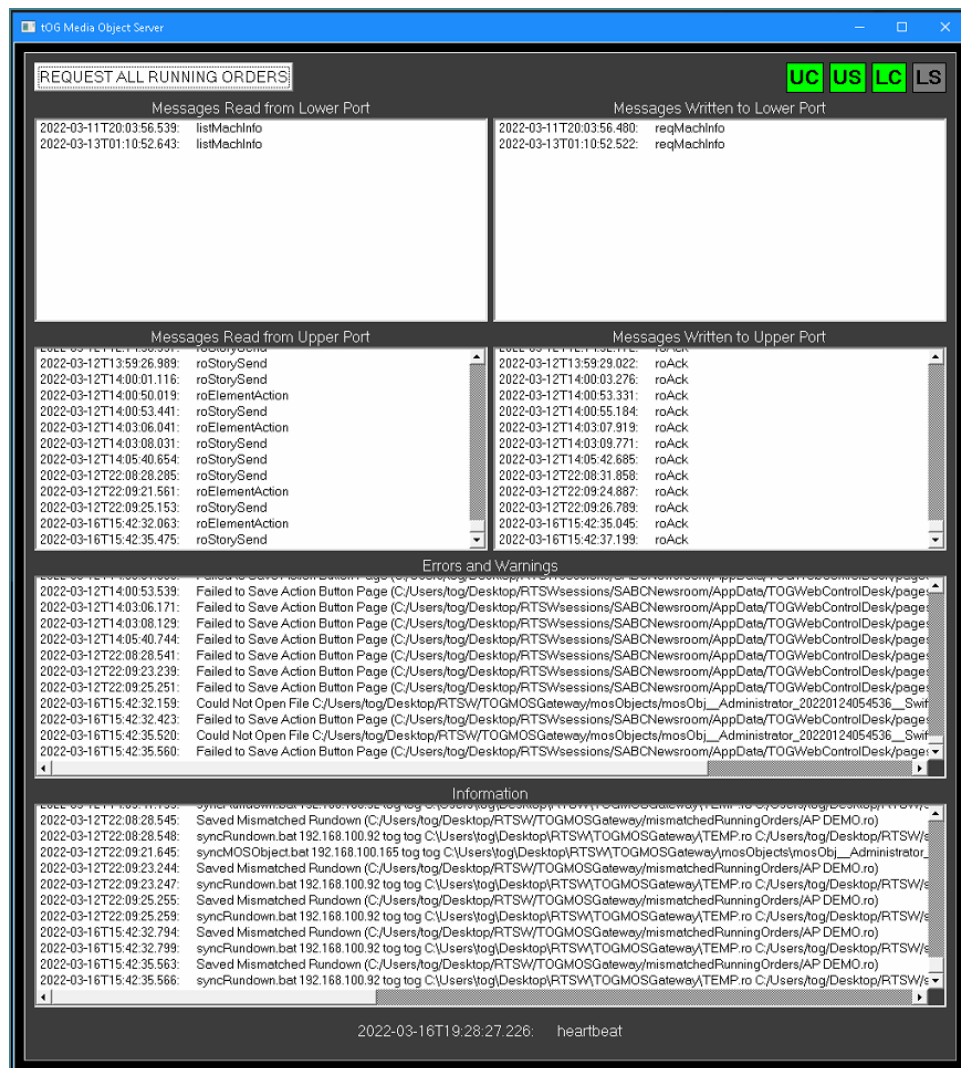 tOG Media Object Server
REQUEST ALL RUNNING ORDERS
UC US LC LS
Messages Read from Lower Port
2022-03-11T20:03:56.539: listMachInfo
2022-03-13T01:10:52.643: listMachInfo
Messages Written to Lower Port
2022-03-11T20:03:56.480: reqMachInfo
2022-03-13T01:10:52.522: reqMachInfo
Messages Read from Upper Port
roStorySend
2022-03-12T13:59:26.989: roStorySend
2022-03-12T14:00:01.116: roStorySend
2022-03-12T14:00:50.019: roElementAction
2022-03-12T14:00:53.441: roStorySend
2022-03-12T14:03:06.041: roElementAction
2022-03-12T14:03:08.031: roStorySend
2022-03-12T14:05:40.654: roStorySend
2022-03-12T22:08:28.285: roStorySend
2022-03-12T22:09:21.561: roElementAction
2022-03-12T22:09:25.153: roStorySend
2022-03-16T15:42:32.063: roElementAction
2022-03-16T15:42:35.475: roStorySend
Messages Written to Upper Port
roAck
2022-03-12T13:59:29.022: roAck
2022-03-12T14:00:03.276: roAck
2022-03-12T14:00:53.331: roAck
2022-03-12T14:00:55.184: roAck
2022-03-12T14:03:07.919: roAck
2022-03-12T14:03:09.771: roAck
2022-03-12T14:05:42.685: roAck
2022-03-12T22:08:31.858: roAck
2022-03-12T22:09:24.887: roAck
2022-03-12T22:09:26.789: roAck
2022-03-16T15:42:35.045: roAck
2022-03-16T15:42:37.199: roAck
Errors and Warnings
2022-03-12T14:00:53.539: Failed to Save Action Button Page (C:/Users/tog/Desktop/RTSWsessions/SABCNewsroom/AppData/TOGWebControlDesk/pages
2022-03-12T14:03:06.171: Failed to Save Action Button Page (C:/Users/tog/Desktop/RTSWsessions/SABCNewsroom/AppData/TOGWebControlDesk/pages
2022-03-12T14:03:08.129: Failed to Save Action Button Page (C:/Users/tog/Desktop/RTSWsessions/SABCNewsroom/AppData/TOGWebControlDesk/pages
2022-03-12T14:05:40.744: Failed to Save Action Button Page (C:/Users/tog/Desktop/RTSWsessions/SABCNewsroom/AppData/TOGWebControlDesk/pages
2022-03-12T22:08:28.541: Failed to Save Action Button Page (C:/Users/tog/Desktop/RTSWsessions/SABCNewsroom/AppData/TOGWebControlDesk/pages
2022-03-12T22:09:23.239: Failed to Save Action Button Page (C:/Users/tog/Desktop/RTSWsessions/SABCNewsroom/AppData/TOGWebControlDesk/pages
2022-03-12T22:09:25.251: Failed to Save Action Button Page (C:/Users/tog/Desktop/RTSWsessions/SABCNewsroom/AppData/TOGWebControlDesk/pages
2022-03-16T15:42:32.159: Could Not Open File C:/Users/tog/Desktop/RTSW/TOGMOSGateway/mosObjects/mosObj__Administrator_20220124054536__Swif
2022-03-16T15:42:32.423: Failed to Save Action Button Page (C:/Users/tog/Desktop/RTSWsessions/SABCNewsroom/AppData/TOGWebControlDesk/pages
2022-03-16T15:42:35.520: Could Not Open File C:/Users/tog/Desktop/RTSW/TOGMOSGateway/mosObjects/mosObj__Administrator_20220124054536__Swif
2022-03-16T15:42:35.560: Failed to Save Action Button Page (C:/Users/tog/Desktop/RTSWsessions/SABCNewsroom/AppData/TOGWebControlDesk/pages
Information
2022-03-12T22:08:28.545: Saved Mismatched Rundown (C:/Users/tog/Desktop/RTSW/TOGMOSGateway/mismatchedRunningOrders/AP DEMO.ro)
2022-03-12T22:08:28.548: syncRundown.bat 192.168.100.92 tog tog C:\Users\tog\Desktop\RTSW\TOGMOSGateway\TEMP.ro C:/Users/tog/Desktop/RTSW/s
2022-03-12T22:09:21.645: syncMOSObject.bat 192.168.100.165 tog tog C:\Users\tog\Desktop\RTSW\TOGMOSGateway\mosObjects\mosObj__Administrator_
2022-03-12T22:09:23.244: Saved Mismatched Rundown (C:/Users/tog/Desktop/RTSW/TOGMOSGateway/mismatchedRunningOrders/AP DEMO.ro)
2022-03-12T22:09:23.247: syncRundown.bat 192.168.100.92 tog tog C:\Users\tog\Desktop\RTSW\TOGMOSGateway\TEMP.ro C:/Users/tog/Desktop/RTSW/s
2022-03-12T22:09:25.255: Saved Mismatched Rundown (C:/Users/tog/Desktop/RTSW/TOGMOSGateway/mismatchedRunningOrders/AP DEMO.ro)
2022-03-12T22:09:25.259: syncRundown.bat 192.168.100.92 tog tog C:\Users\tog\Desktop\RTSW\TOGMOSGateway\TEMP.ro C:/Users/tog/Desktop/RTSW/s
2022-03-16T15:42:32.794: Saved Mismatched Rundown (C:/Users/tog/Desktop/RTSW/TOGMOSGateway/mismatchedRunningOrders/AP DEMO.ro)
2022-03-16T15:42:32.799: syncRundown.bat 192.168.100.92 tog tog C:\Users\tog\Desktop\RTSW\TOGMOSGateway\TEMP.ro C:/Users/tog/Desktop/RTSW/s
2022-03-16T15:42:35.563: Saved Mismatched Rundown (C:/Users/tog/Desktop/RTSW/TOGMOSGateway/mismatchedRunningOrders/AP DEMO.ro)
2022-03-16T15:42:35.566: syncRundown.bat 192.168.100.92 tog tog C:\Users\tog\Desktop\RTSW\TOGMOSGateway\TEMP.ro C:/Users/tog/Desktop/RTSW/s
2022-03-16T19:28:27.226: heartbeat